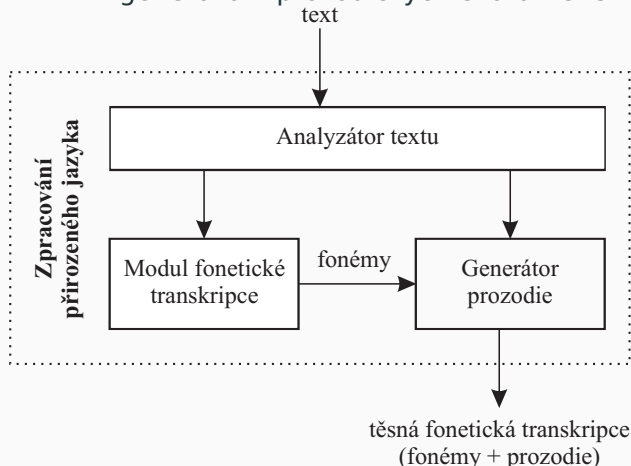 text
Analyzátor textu
Zpracování
přirozeného jazyka
Modul fonetické
transkripce
fonémy
Generátor
prozodie
těsná fonetická transkripce
(fonémy + prozodie)